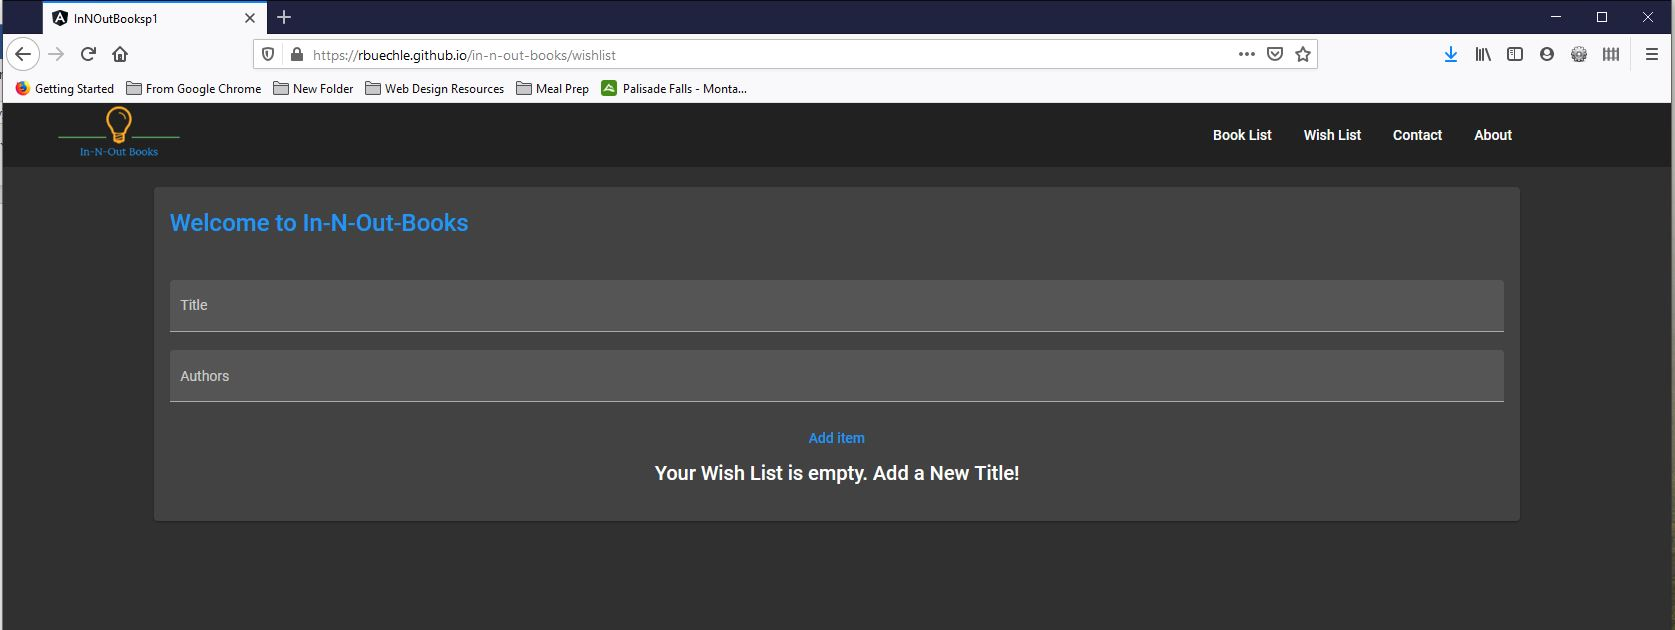 InNOutBooksp1
https://rbuechle.github.io/in-n-out-books/wishlist
Getting Started From Google Chrome New Folder Web Design Resources Meal Prep Palisade Falls - Monta...
In-N-Out Books
Book List Wish List Contact About
Welcome to In-N-Out-Books
Title
Authors
Add item
Your Wish List is empty. Add a New Title!